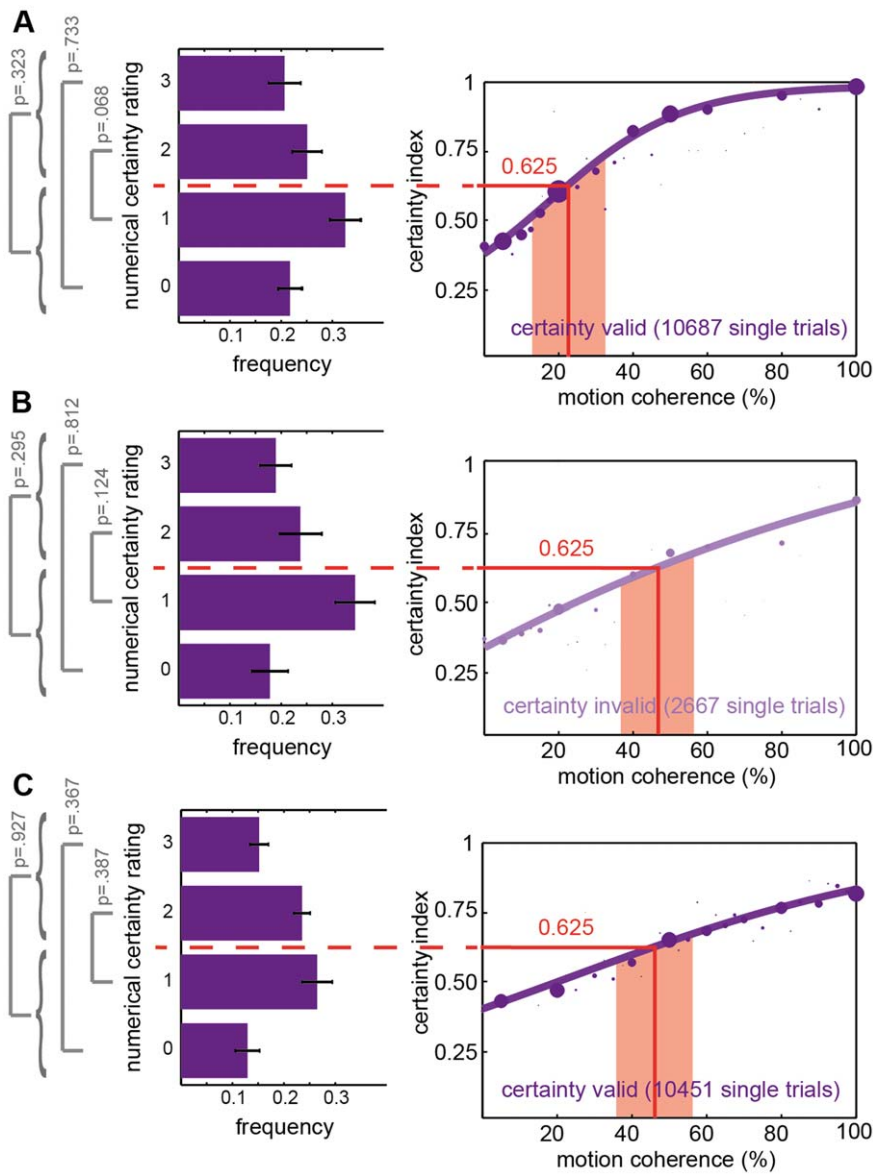 A
p=.323
p=.733
p=.068
numerical certainty rating
3
2
1
0
0.1 0.2 0.3
frequency
certainty index
1
0.75
0.50
0.25
0.625
certainty valid (10687 single trials)
20 40 60 80 100
motion coherence (%)
B
p=.295
p=.812
p=.124
numerical certainty rating
3
2
1
0
0.1 0.2 0.3
frequency
certainty index
1
0.75
0.50
0.25
0.625
certainty invalid (2667 single trials)
20 40 60 80 100
motion coherence (%)
C
p=.927
p=.367
p=.387
numerical certainty rating
3
2
1
0
0.1 0.2 0.3
frequency
certainty index
1
0.75
0.50
0.25
0.625
certainty valid (10451 single trials)
20 40 60 80 100
motion coherence (%)